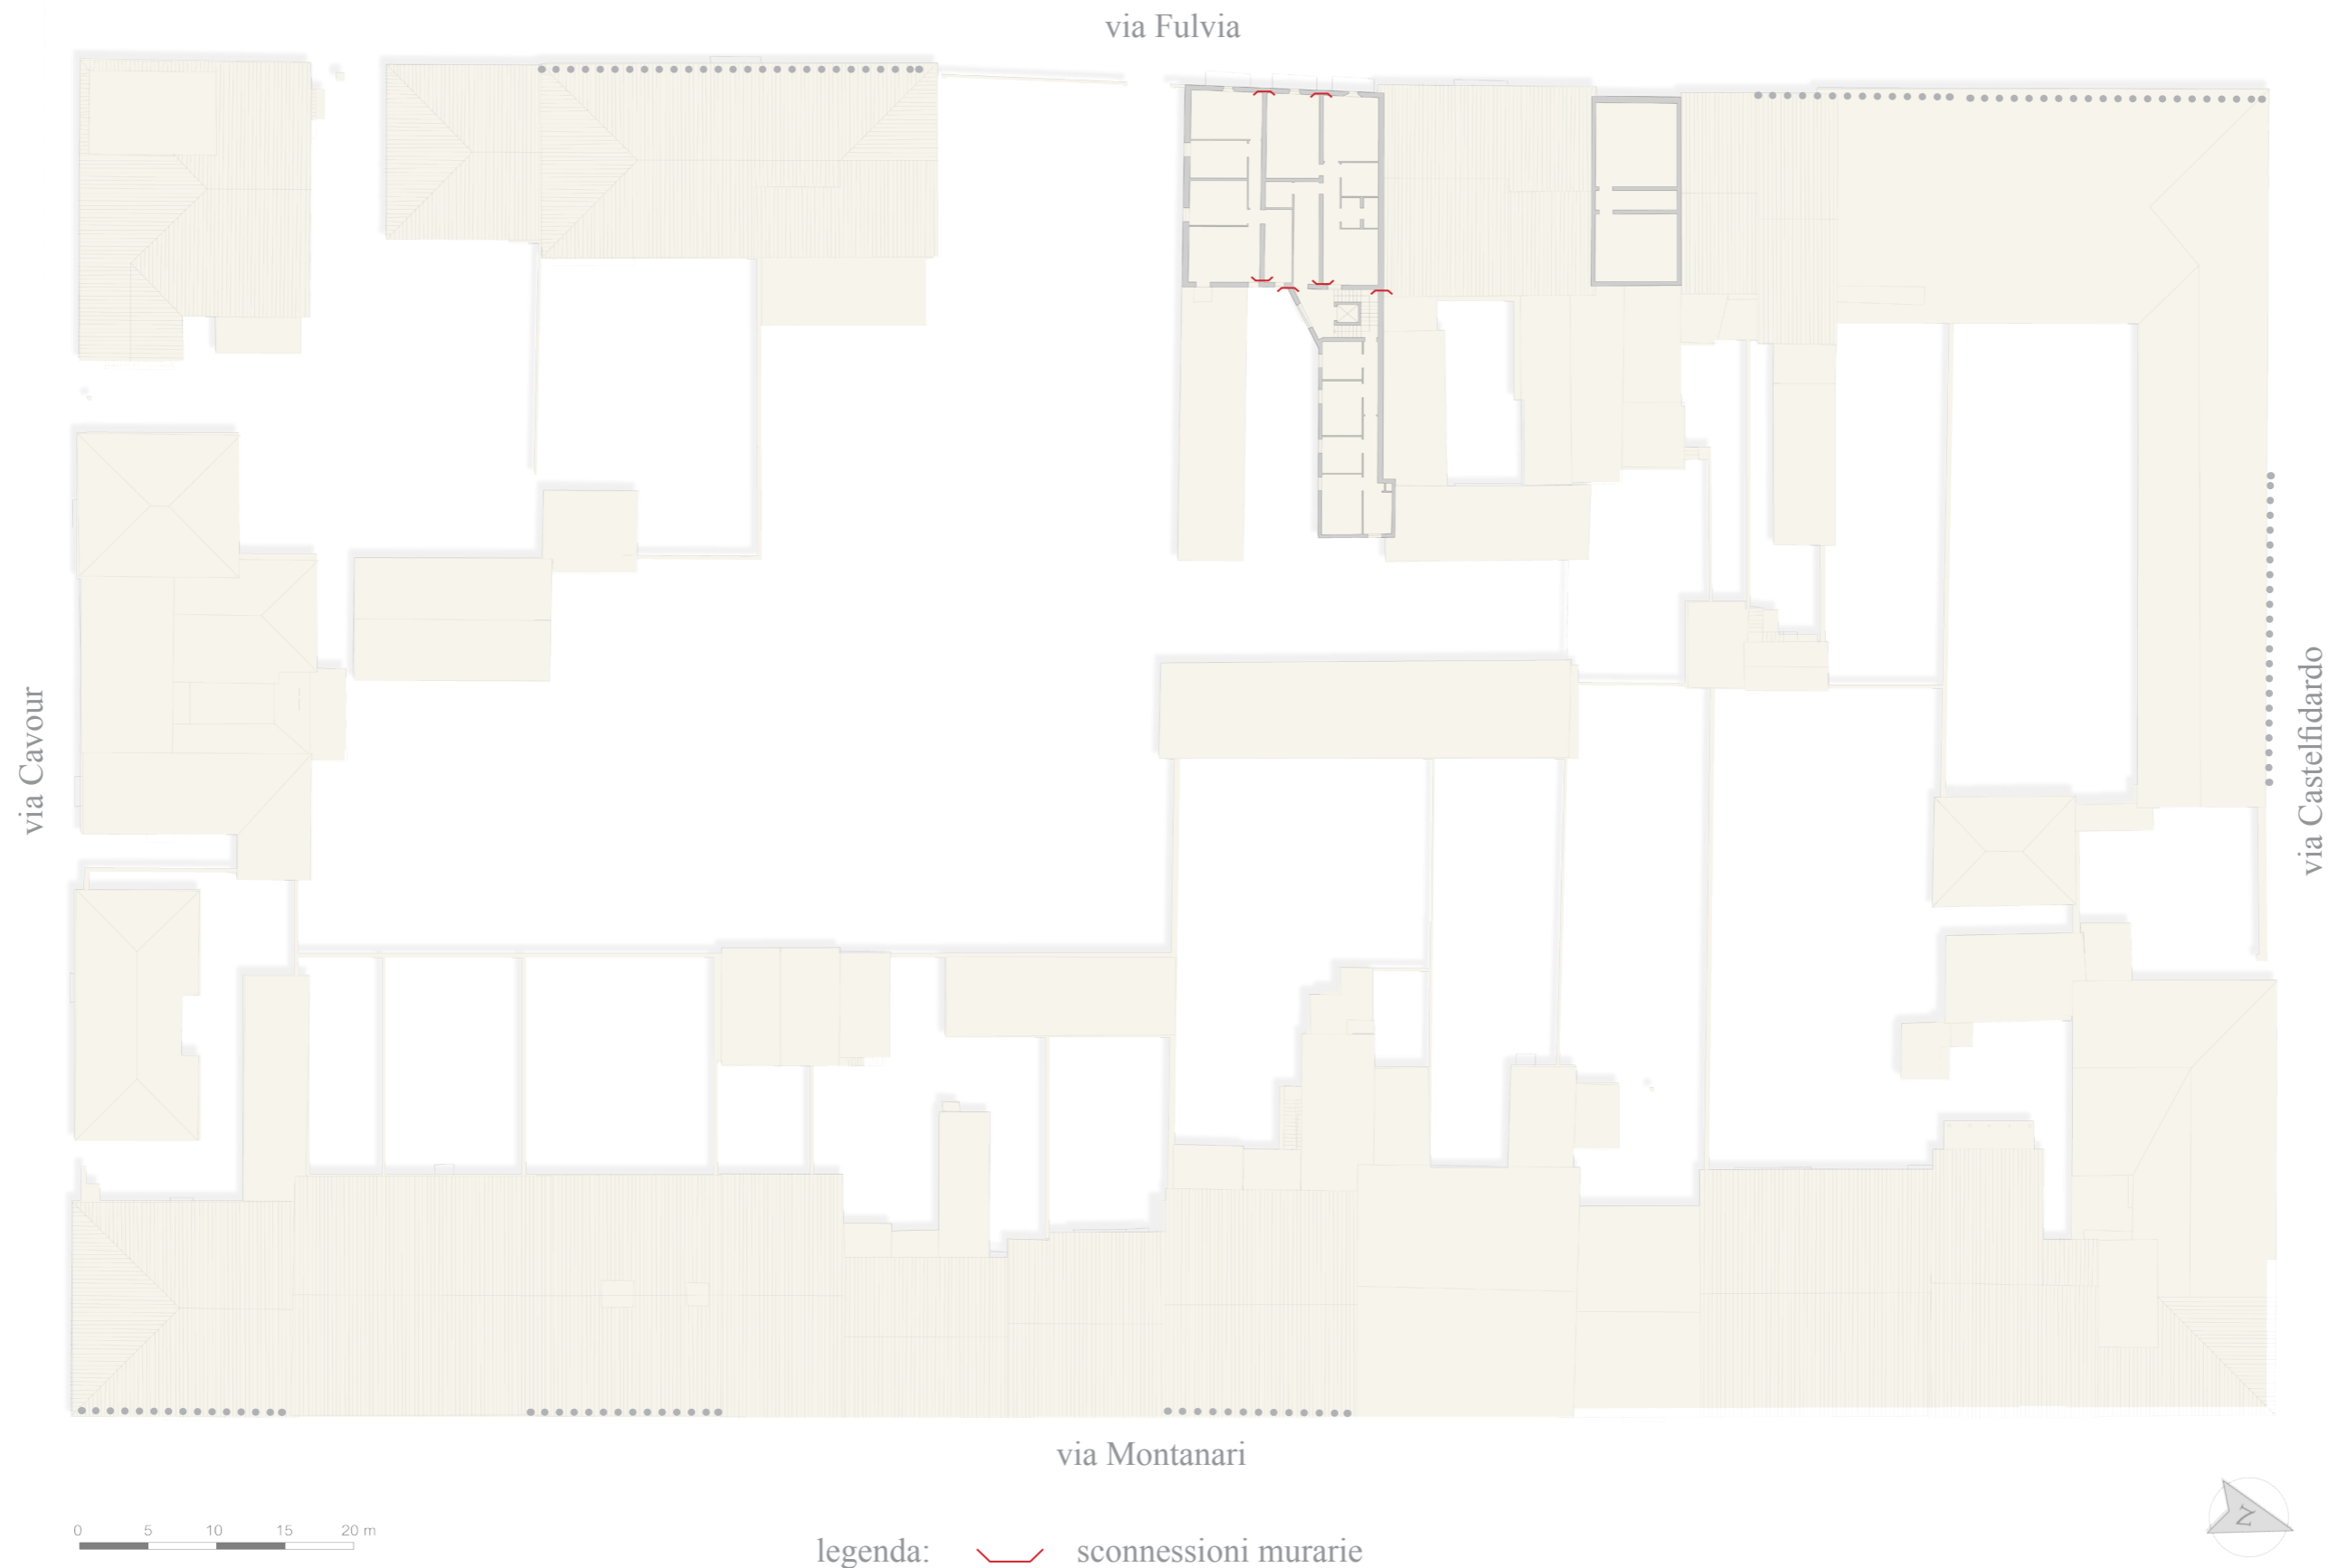 via Fulvia
via Cavour
via Castelfidardo
via Montanari
0 5 10 15 20 m
legenda: sconnessioni murarie
N